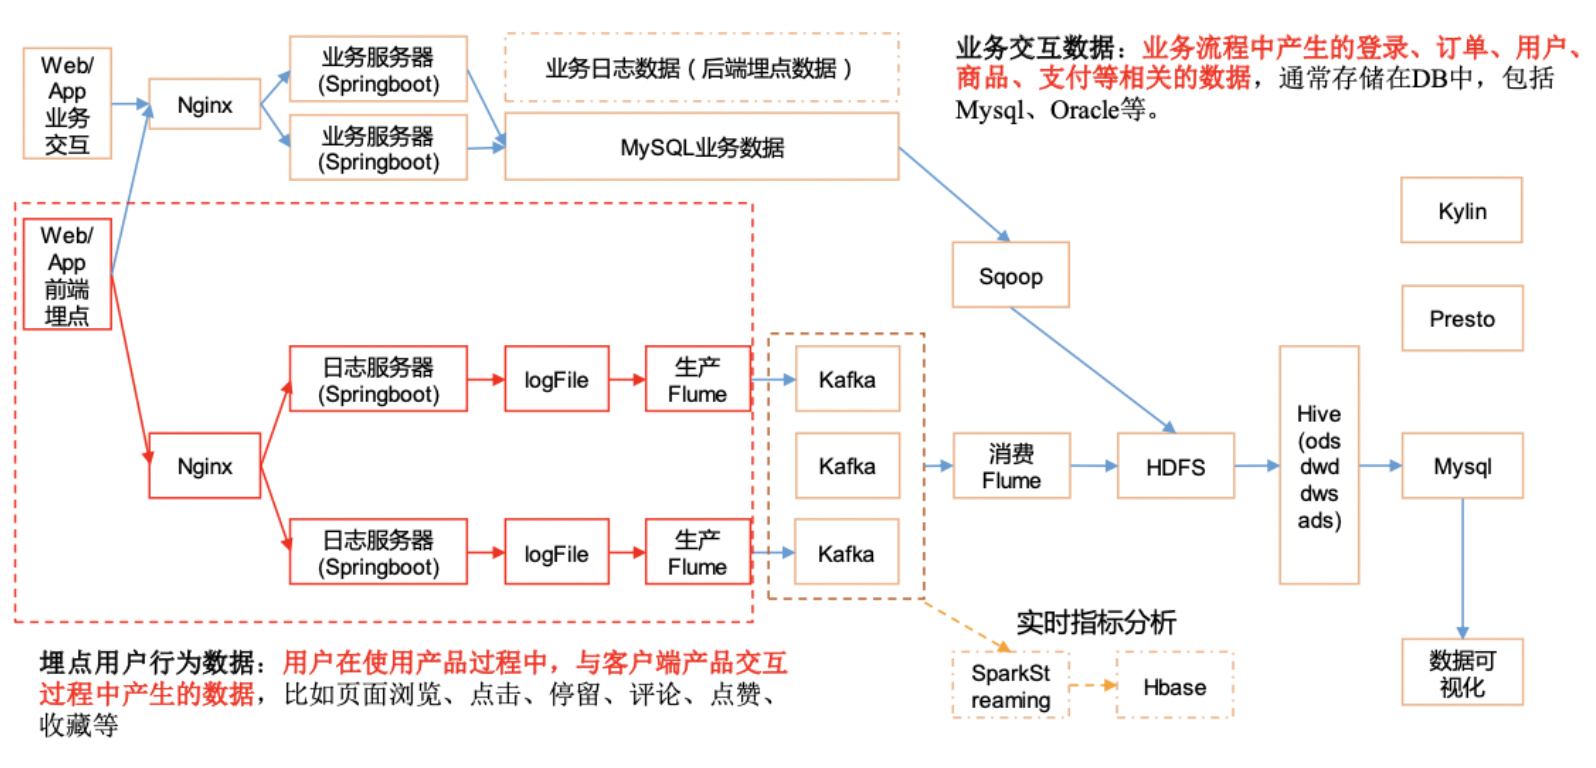 Web/
App
业务
交互
Nginx
业务服务器
(Springboot)
业务服务器
(Springboot)
业务日志数据（后端埋点数据）
MySQL业务数据
业务交互数据：业务流程中产生的登录、订单、用户、
商品、支付等相关的数据，通常存储在DB中，包括
Mysql、Oracle等。
Web/
App
前端
埋点
Nginx
日志服务器
(Springboot)
logFile
生产
Flume
日志服务器
(Springboot)
logFile
生产
Flume
Kafka
Kafka
Kafka
Sqoop
消费
Flume
HDFS
Hive
(ods
dwd
dws
ads)
Kylin
Presto
Mysql
数据可
视化
实时指标分析
SparkSt
reaming
Hbase
埋点用户行为数据：用户在使用产品过程中，与客户端产品交互
过程中产生的数据，比如页面浏览、点击、停留、评论、点赞、
收藏等